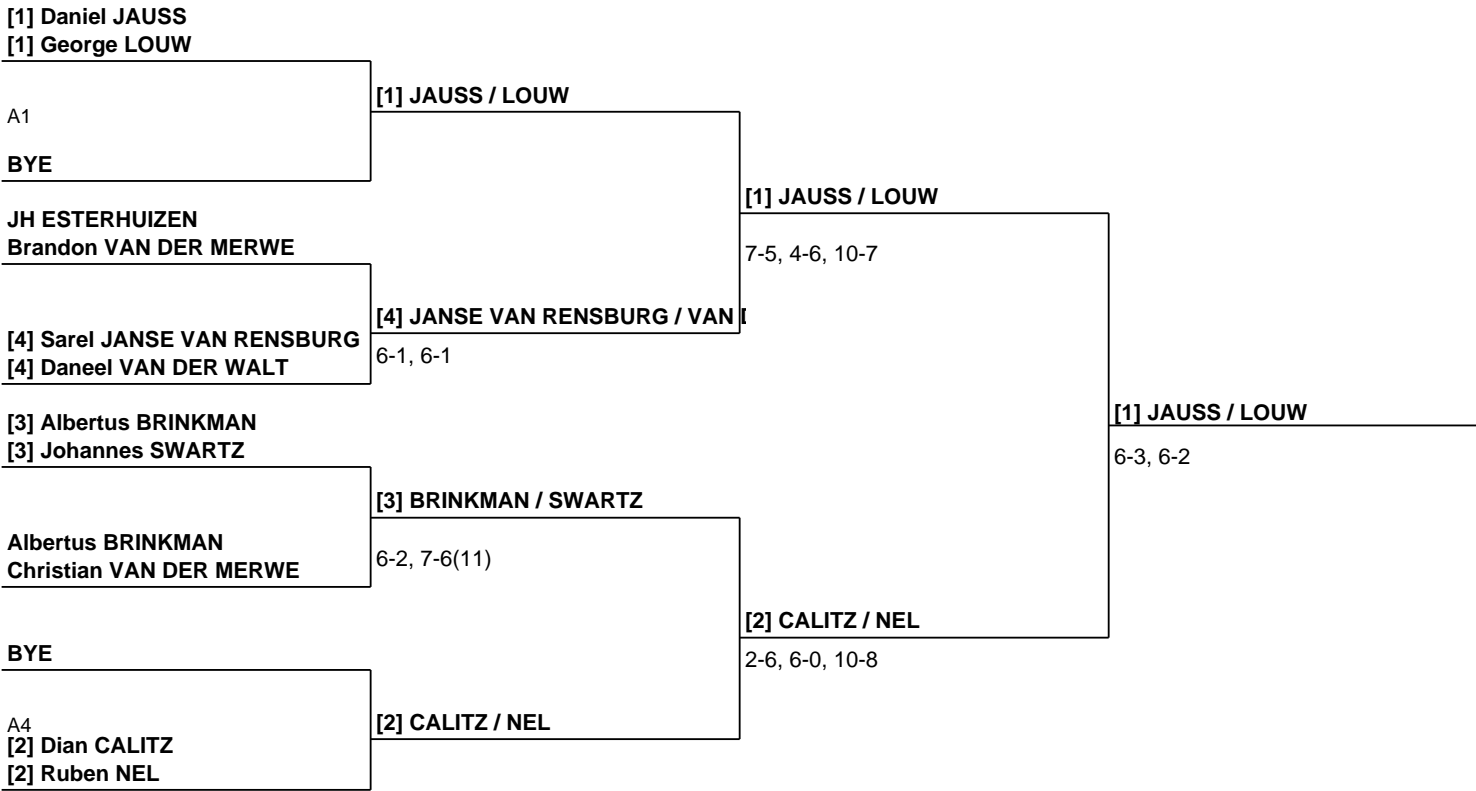 [1] Daniel JAUSS
[1] George LOUW
[1] JAUSS / LOUW
A1
BYE
[1] JAUSS / LOUW
JH ESTERHUIZEN
Brandon VAN DER MERWE
7-5, 4-6, 10-7
[4] JANSE VAN RENSBURG / VAN
[4] Sarel JANSE VAN RENSBURG
6-1, 6-1
[4] Daneel VAN DER WALT
[1] JAUSS / LOUW
[3] Albertus BRINKMAN
[3] Johannes SWARTZ
6-3, 6-2
[3] BRINKMAN / SWARTZ
Albertus BRINKMAN
6-2, 7-6(11)
Christian VAN DER MERWE
[2] CALITZ / NEL
BYE
2-6, 6-0, 10-8
A4
[2] CALITZ / NEL
[2] Dian CALITZ
[2] Ruben NEL